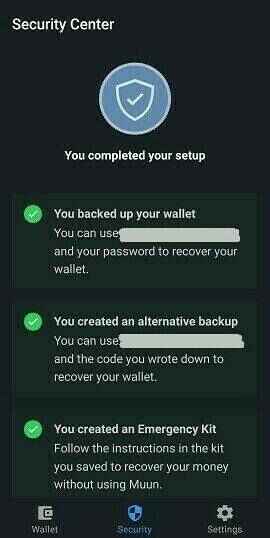 Security Center
You completed your setup
You backed up your wallet
You can use
and your password to recover your
wallet.
You created an alternative backup
You can use
and the code you wrote down to
recover your wallet.
You created an Emergency Kit
Follow the instructions in the kit
you saved to recover your money
without using Muun.
Wallet Security Settings